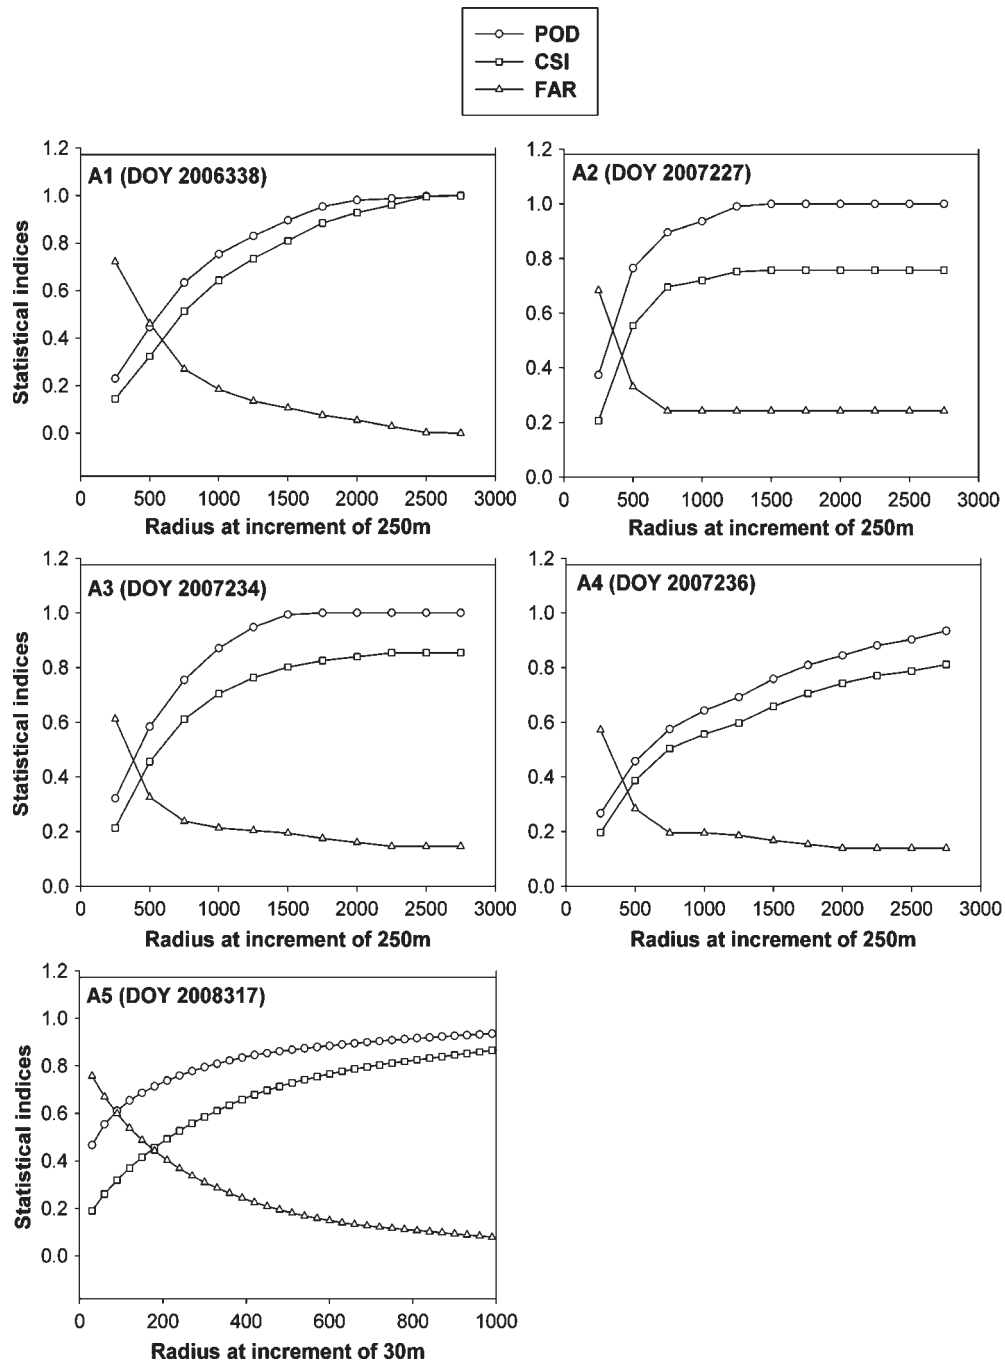 POD
CSI
FAR
A1 (DOY 2006338)
1.2
1.0
0.8
0.6
0.4
0.2
0.0
Statistical indices
0 500 1000 1500 2000 2500 3000
Radius at increment of 250m
A2 (DOY 2007227)
1.2
1.0
0.8
0.6
0.4
0.2
0.0
0 500 1000 1500 2000 2500 3000
Radius at increment of 250m
A3 (DOY 2007234)
1.2
1.0
0.8
0.6
0.4
0.2
0.0
Statistical indices
0 500 1000 1500 2000 2500 3000
Radius at increment of 250m
A4 (DOY 2007236)
1.2
1.0
0.8
0.6
0.4
0.2
0.0
0 500 1000 1500 2000 2500 3000
Radius at increment of 250m
A5 (DOY 2008317)
1.2
1.0
0.8
0.6
0.4
0.2
0.0
Statistical indices
0 200 400 600 800 1000
Radius at increment of 30m